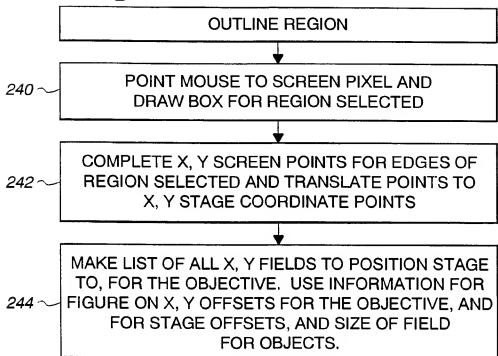 OUTLINE REGION
240
POINT MOUSE TO SCREEN PIXEL AND
DRAW BOX FOR REGION SELECTED
242
COMPLETE X, Y SCREEN POINTS FOR EDGES OF
REGION SELECTED AND TRANSLATE POINTS TO
X, Y STAGE COORDINATE POINTS
244
MAKE LIST OF ALL X, Y FIELDS TO POSITION STAGE
TO, FOR THE OBJECTIVE. USE INFORMATION FOR
FIGURE ON X, Y OFFSETS FOR THE OBJECTIVE, AND
FOR STAGE OFFSETS, AND SIZE OF FIELD
FOR OBJECTS.